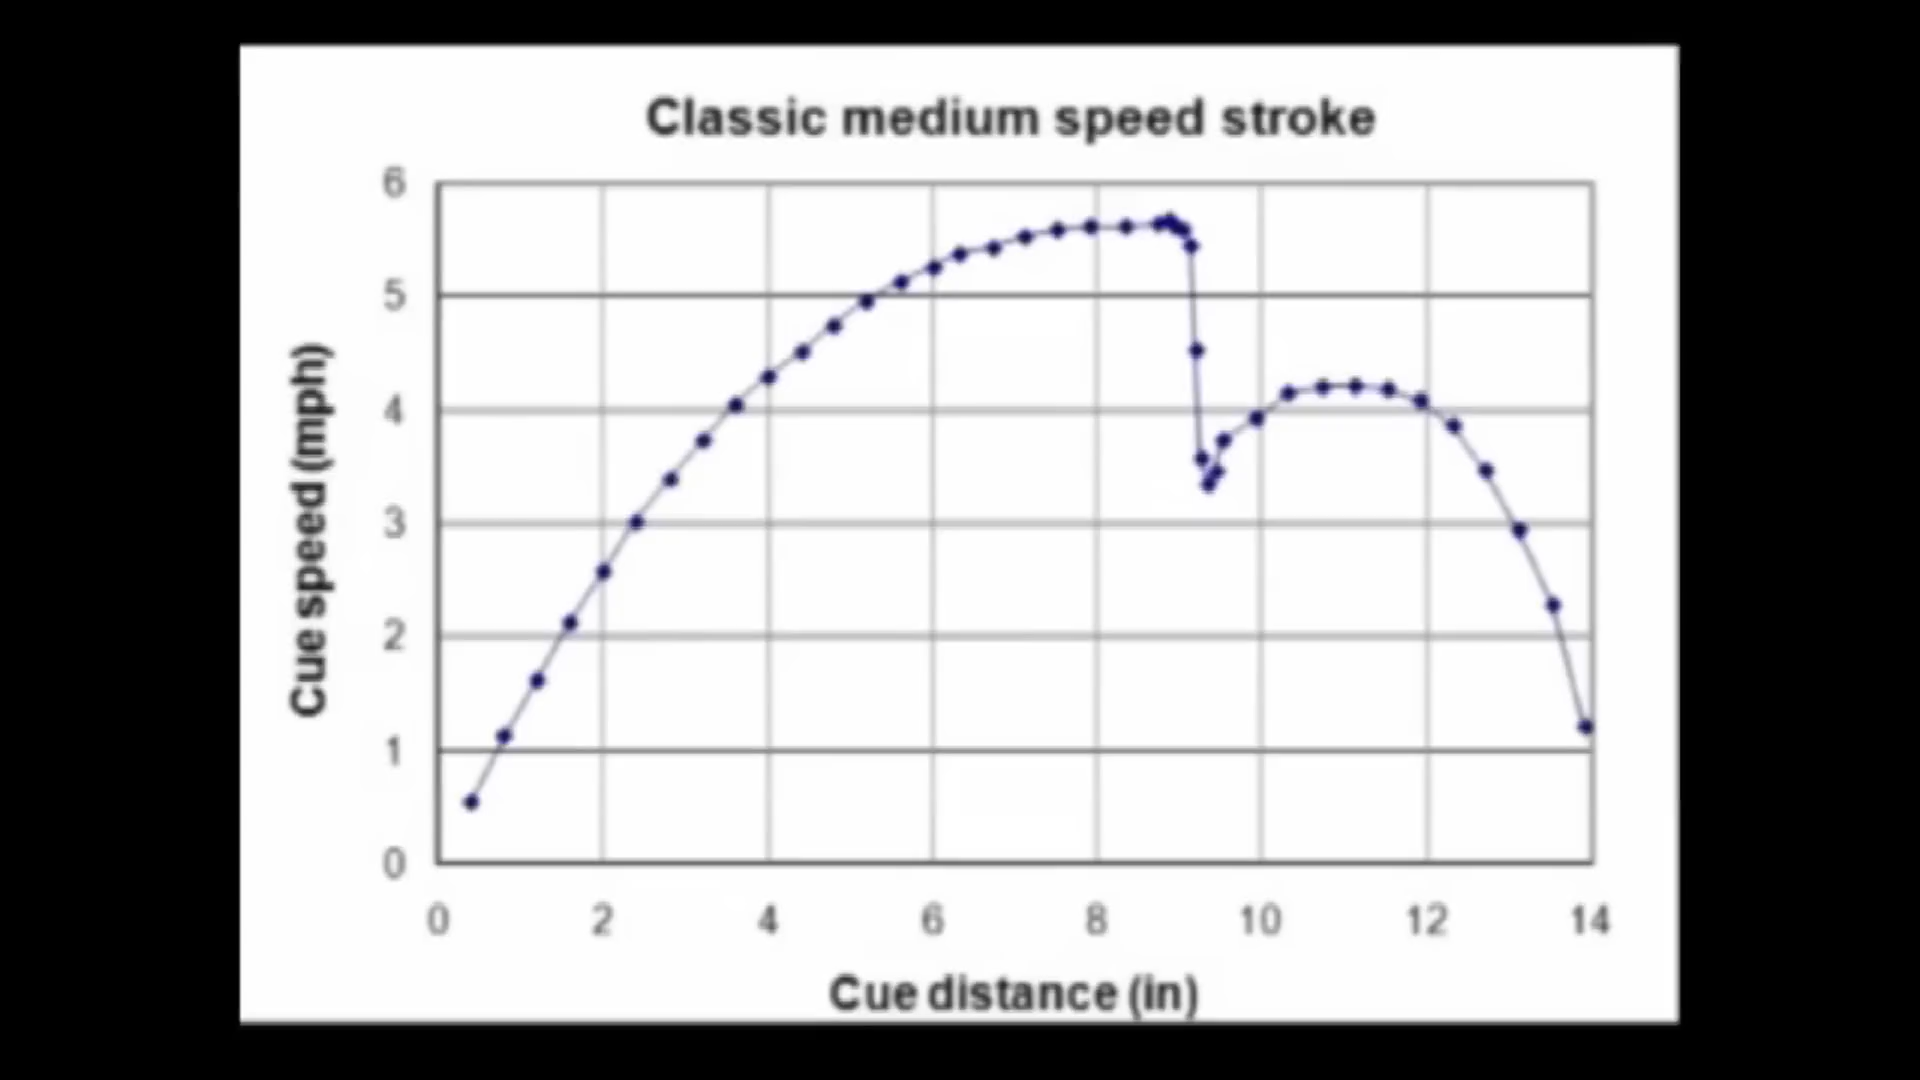 Classic medium speed stroke
6
5
4
3
2
1
0
Cue speed (mph)
0 2 4 6 8 10 12 14
Cue distance (in)